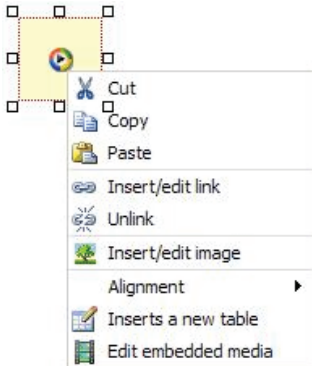 Cut
Copy
Paste
Insert/edit link
Unlink
Insert/edit image
Alignment
Inserts a new table
Edit embedded media